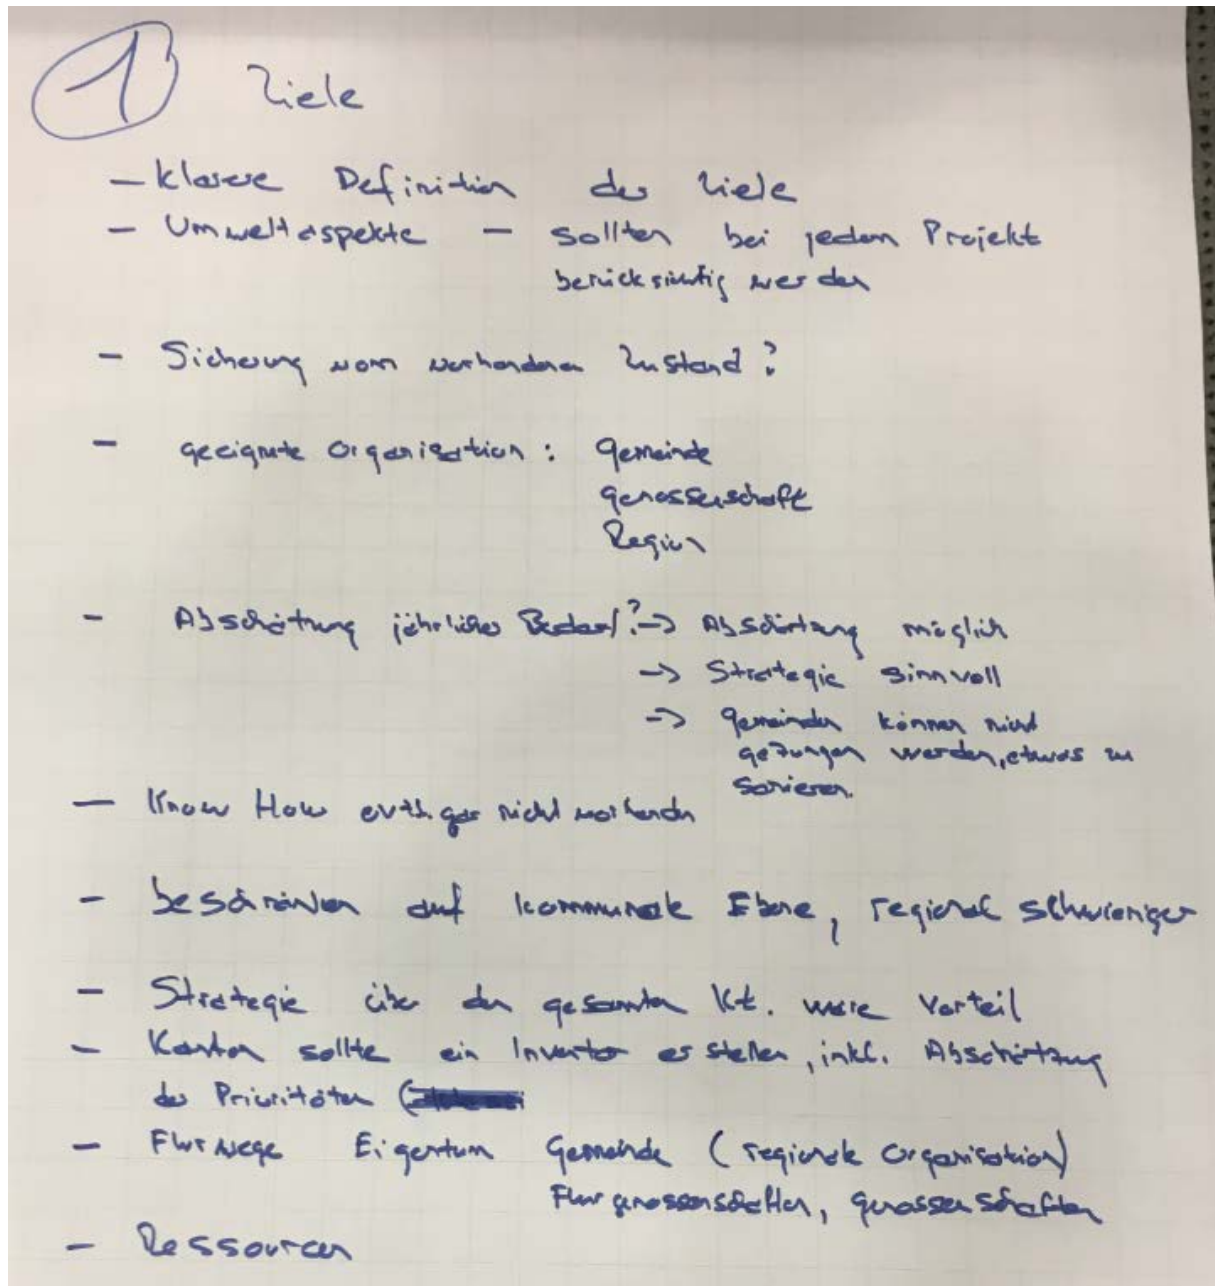 1 Ziele
- klarere Definition der Ziele
- Umweltaspekte - sollten bei jedem Projekt
berücksichtig werden
- Sicherung vom vorhandenen Zustand?
- geeignete Organisation: Gemeinde
Genossenschaft
Region
- Abschätzung jährlicher Bedarf? -> Abschätzung möglich
-> Strategie sinnvoll
-> Gemeinden können nicht
gezwungen werden, etwas zu
sanieren.
- Know How evtl. gar nicht vorhanden
- beschränken auf kommunale Ebene, regional schwieriger
- Strategie über den gesamten Kt. wäre Vorteil
- Kanton sollte ein Inventar erstellen, inkl. Abschätzung
der Prioritäten (
- Flurwege Eigentum Gemeinde (regionale Organisation)
Flurgenossenschaften, Genossenschaften
- Ressourcen